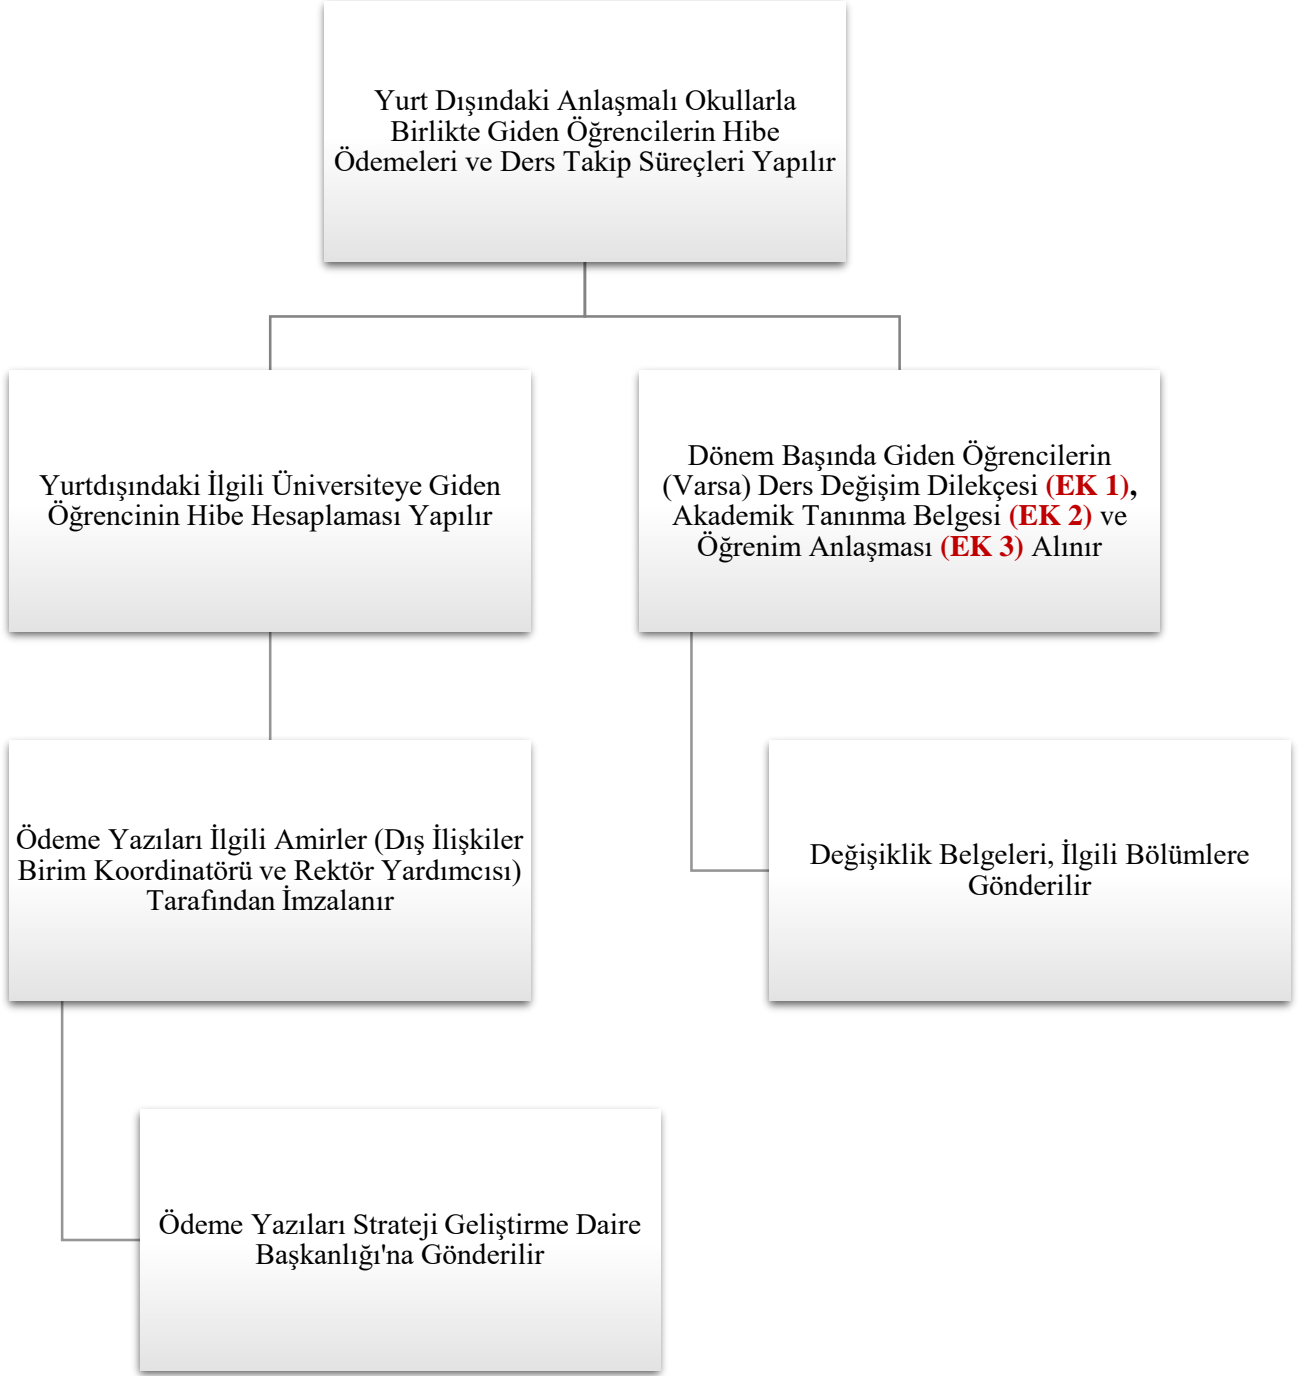 Yurt Dışındaki Anlaşmalı Okullarla
Birlikte Giden Öğrencilerin Hibe
Ödemeleri ve Ders Takip Süreçleri Yapılır
Yurtdışındaki İlgili Üniversiteye Giden
Öğrencinin Hibe Hesaplaması Yapılır
Dönem Başında Giden Öğrencilerin
(Varsa) Ders Değişim Dilekçesi (EK 1),
Akademik Tanınma Belgesi (EK 2) ve
Öğrenim Anlaşması (EK 3) Alınır
Ödeme Yazıları İlgili Amirler (Dış İlişkiler
Birim Koordinatörü ve Rektör Yardımcısı)
Tarafından İmzalanır
Değişiklik Belgeleri, İlgili Bölümlere
Gönderilir
Ödeme Yazıları Strateji Geliştirme Daire
Başkanlığı'na Gönderilir